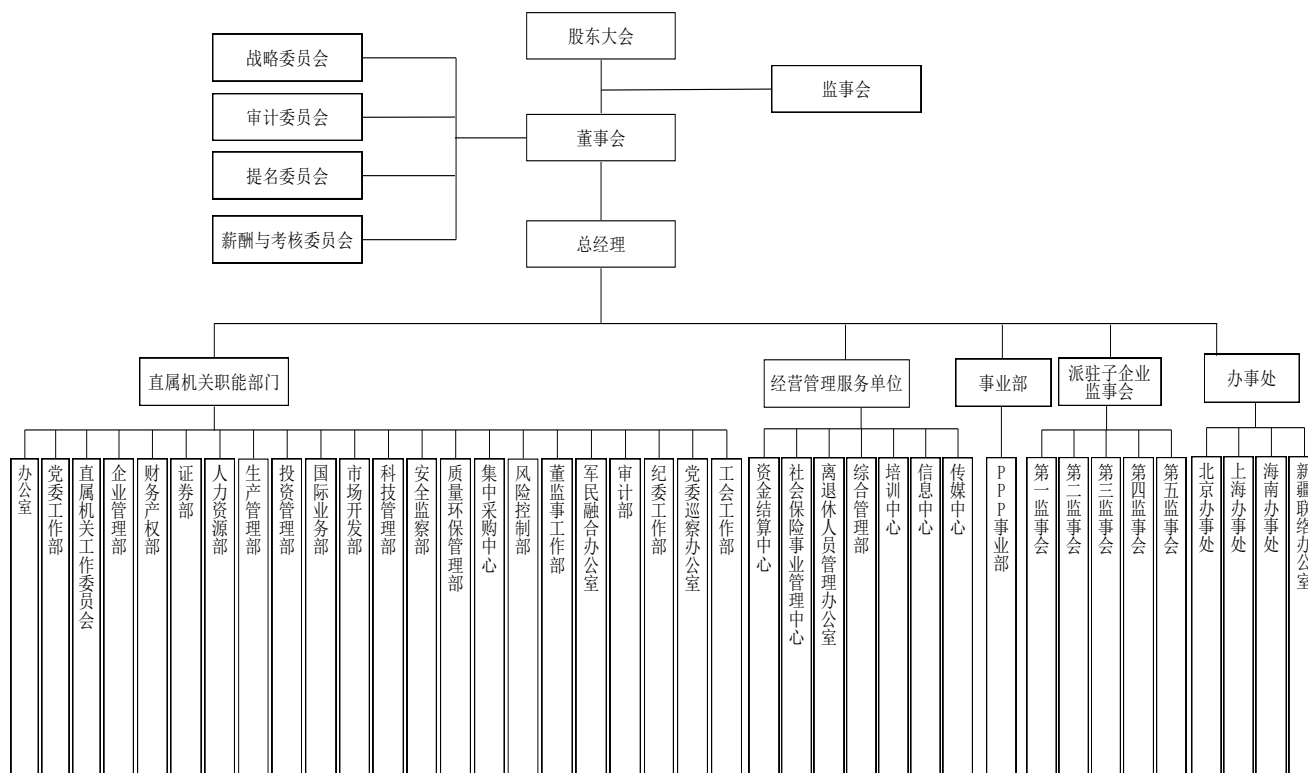 股东大会
战略委员会
监事会
审计委员会
董事会
提名委员会
薪酬与考核委员会
总经理
直属机关职能部门
经营管理服务单位
事业部
派驻子企业
监事会
办事处
办公室
党委工作部
直属机关工作委员会
企业管理部
财务产权部
证券部
人力资源部
生产管理部
投资管理部
国际业务部
市场开发部
科技管理部
安全监察部
质量环保管理部
集中采购中心
风险控制部
董监事工作部
军民融合办公室
审计部
纪委工作部
党委巡察办公室
工会工作部
资金结算中心
社会保险事业管理中心
离退休人员管理办公室
综合管理部
培训中心
信息中心
传媒中心
PPP事业部
第一监事会
第二监事会
第三监事会
第四监事会
第五监事会
北京办事处
上海办事处
海南办事处
新疆联络办公室